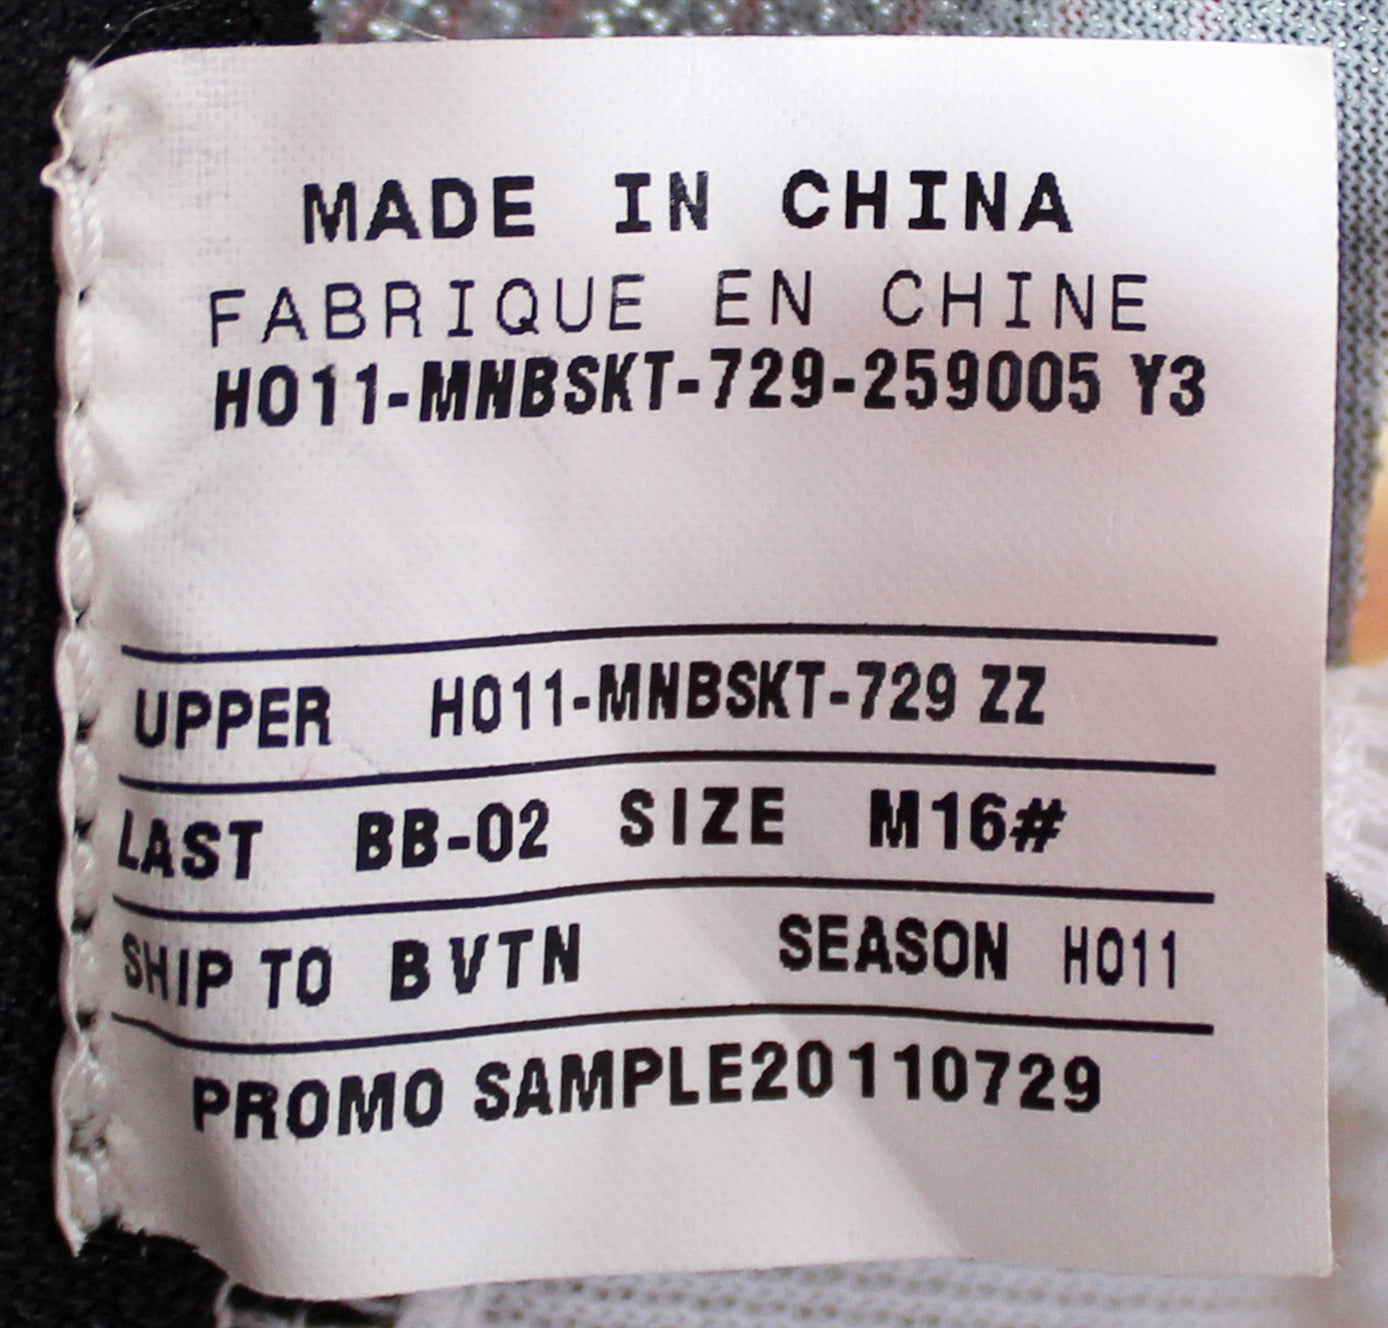 MADE IN CHINA
FABRIQUE EN CHINE
HO11-MNBSKT-729-259005 Y3
UPPER HO11-MNBSKT-729 ZZ
LAST BB-02 SIZE M16#
SHIP TO BVTN SEASON HO11
PROMO SAMPLE20110729